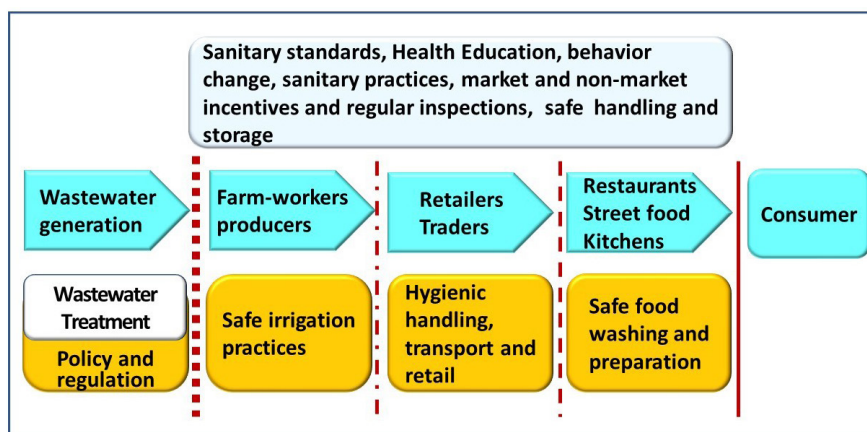 Sanitary standards, Health Education, behavior
change, sanitary practices, market and non-market
incentives and regular inspections, safe handling and
storage
Wastewater
generation
Farm-workers
producers
Retailers
Traders
Restaurants
Street food
Kitchens
Consumer
Wastewater
Treatment
Policy and
regulation
Safe irrigation
practices
Hygienic
handling,
transport and
retail
Safe food
washing and
preparation